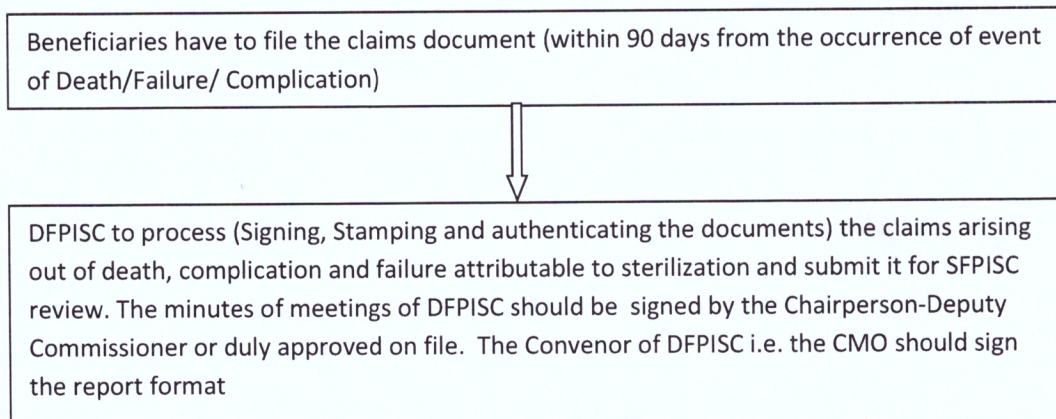 Beneficiaries have to file the claims document (within 90 days from the occurrence of event
of Death/Failure/ Complication)
DFPISC to process (Signing, Stamping and authenticating the documents) the claims arising
out of death, complication and failure attributable to sterilization and submit it for SFPISC
review. The minutes of meetings of DFPISC should be signed by the Chairperson-Deputy
Commissioner or duly approved on file. The Convenor of DFPISC i.e. the CMO should sign
the report format